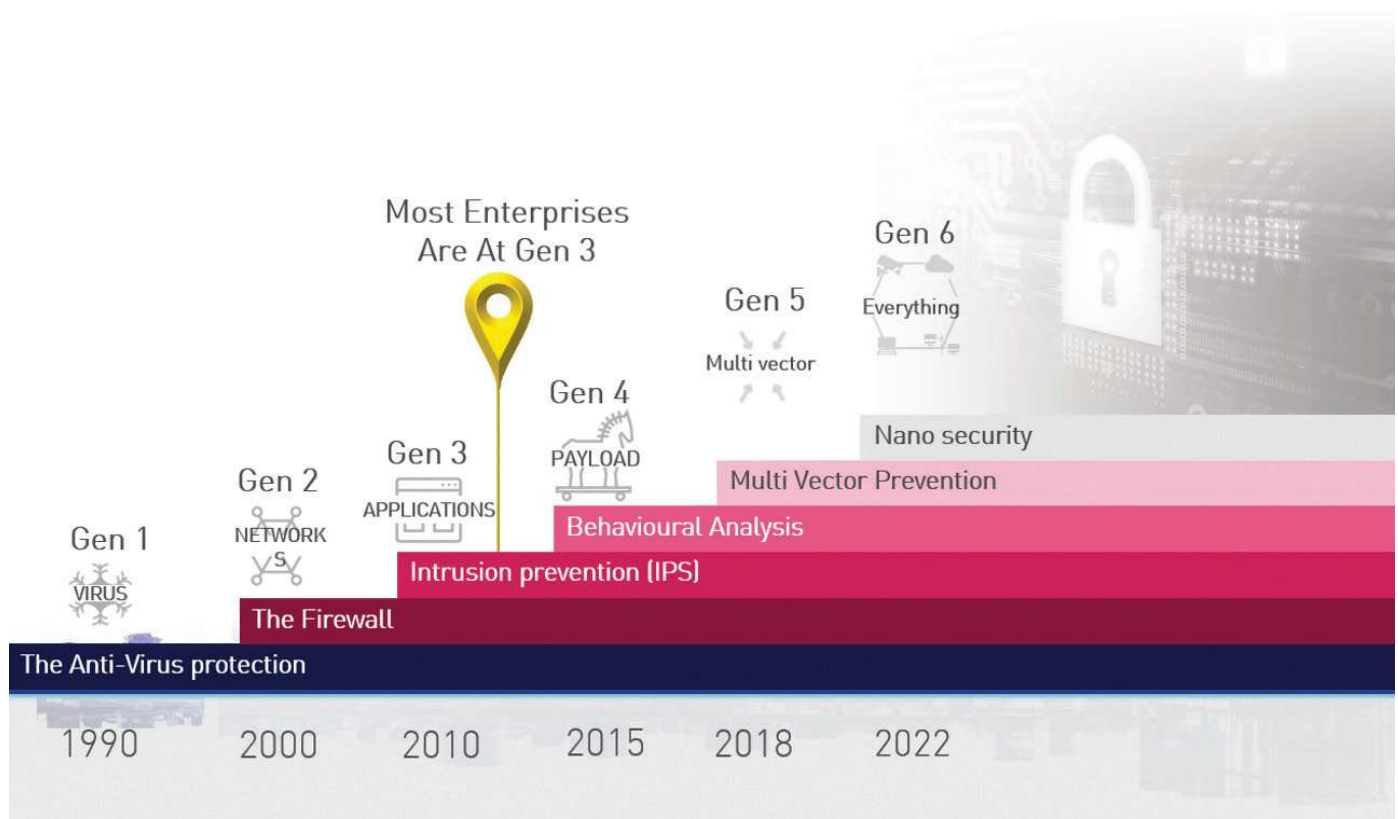 Most Enterprises
Are At Gen 3
Gen 6
Everything
Gen 5
Multi vector
Gen 4
PAYLOAD
Gen 3
APPLICATIONS
Gen 2
NETWORK
S
Gen 1
VIRUS
Nano security
Multi Vector Prevention
Behavioural Analysis
Intrusion prevention (IPS)
The Firewall
The Anti-Virus protection
1990 2000 2010 2015 2018 2022